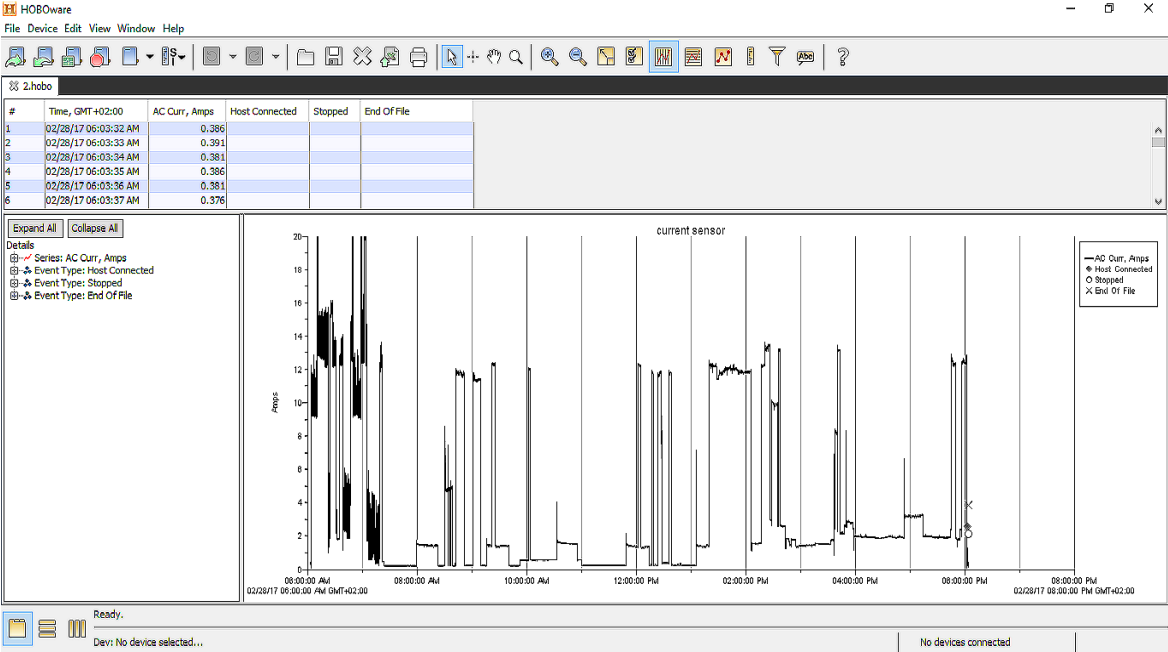 HOBOware
File Device Edit View Window Help
2.hobo
# Time, GMT+02:00 AC Curr, Amps Host Connected Stopped End Of File
1 02/28/17 06:03:32 AM 0.386
2 02/28/17 06:03:33 AM 0.391
3 02/28/17 06:03:34 AM 0.381
4 02/28/17 06:03:35 AM 0.386
5 02/28/17 06:03:36 AM 0.381
6 02/28/17 06:03:37 AM 0.376
Expand All Collapse All
Details
Series: AC Curr, Amps
Event Type: Host Connected
Event Type: Stopped
Event Type: End Of File
current sensor
20
18
16
14
12
10
8
6
4
2
0
Amps
AC Curr, Amps
Host Connected
Stopped
End Of File
06:00:00 AM 08:00:00 AM 10:00:00 AM 12:00:00 PM 02:00:00 PM 04:00:00 PM 06:00:00 PM 08:00:00 PM
02/28/17 06:00:00 AM GMT+02:00 02/28/17 08:00:00 PM GMT+02:00
Ready.
Dev: No device selected... No devices connected